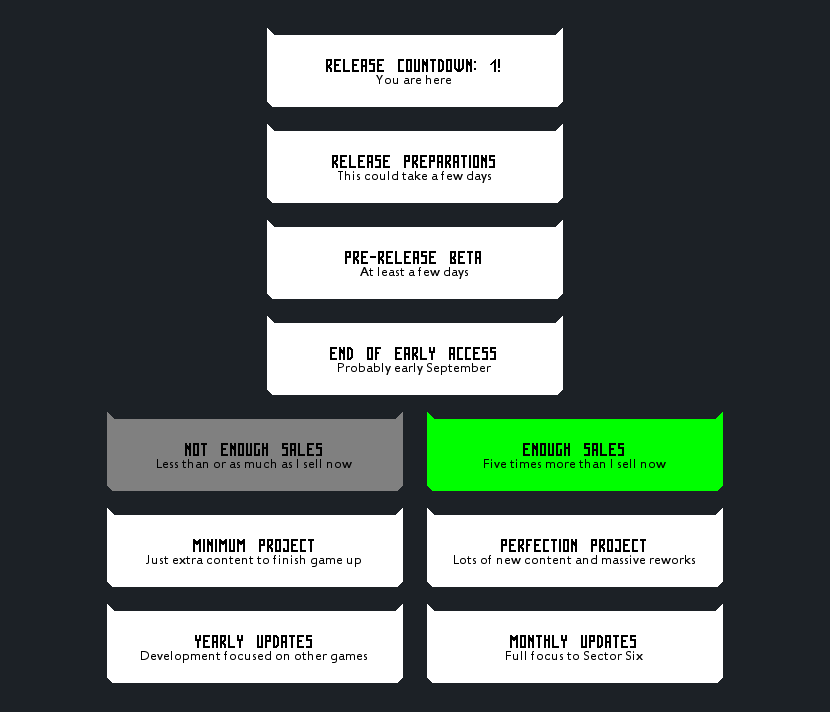 RELEASE COUNTDOWN: 1!
You are here
RELEASE PREPARATIONS
This could take a few days
PRE-RELEASE BETA
At least a few days
END OF EARLY ACCESS
Probably early September
NOT ENOUGH SALES
Less than or as much as I sell now
ENOUGH SALES
Five times more than I sell now
MINIMUM PROJECT
Just extra content to finish game up
PERFECTION PROJECT
Lots of new content and massive reworks
YEARLY UPDATES
Development focused on other games
MONTHLY UPDATES
Full focus to Sector Six